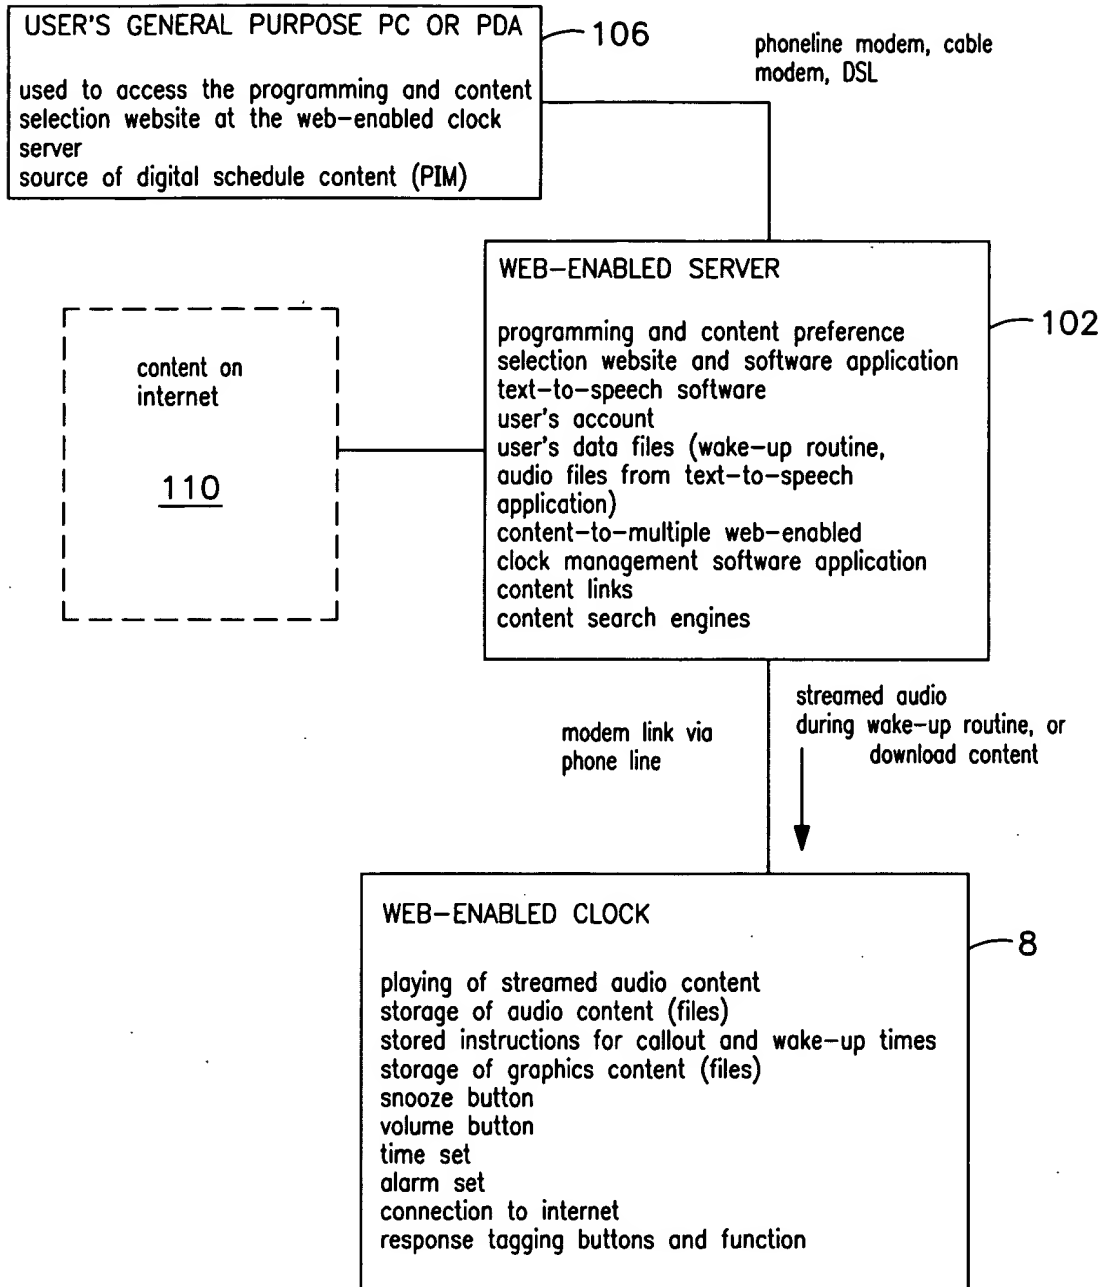 USER'S GENERAL PURPOSE PC OR PDA
used to access the programming and content
selection website at the web-enabled clock
server
source of digital schedule content (PIM)
106
phoneline modem, cable
modem, DSL
WEB-ENABLED SERVER
programming and content preference
selection website and software application
text-to-speech software
user's account
user's data files (wake-up routine,
audio files from text-to-speech
application)
content-to-multiple web-enabled
clock management software application
content links
content search engines
102
content on
internet
110
modem link via
phone line
streamed audio
during wake-up routine, or
download content
WEB-ENABLED CLOCK
playing of streamed audio content
storage of audio content (files)
stored instructions for callout and wake-up times
storage of graphics content (files)
snooze button
volume button
time set
alarm set
connection to internet
response tagging buttons and function
8